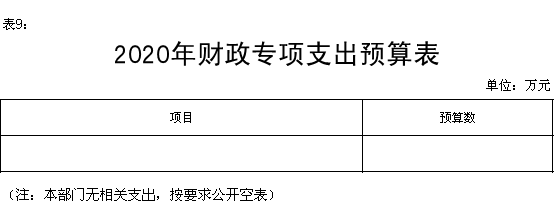 表9：
2020年财政专项支出预算表
单位：万元
项目 预算数
（注：本部门无相关支出，按要求公开空表）